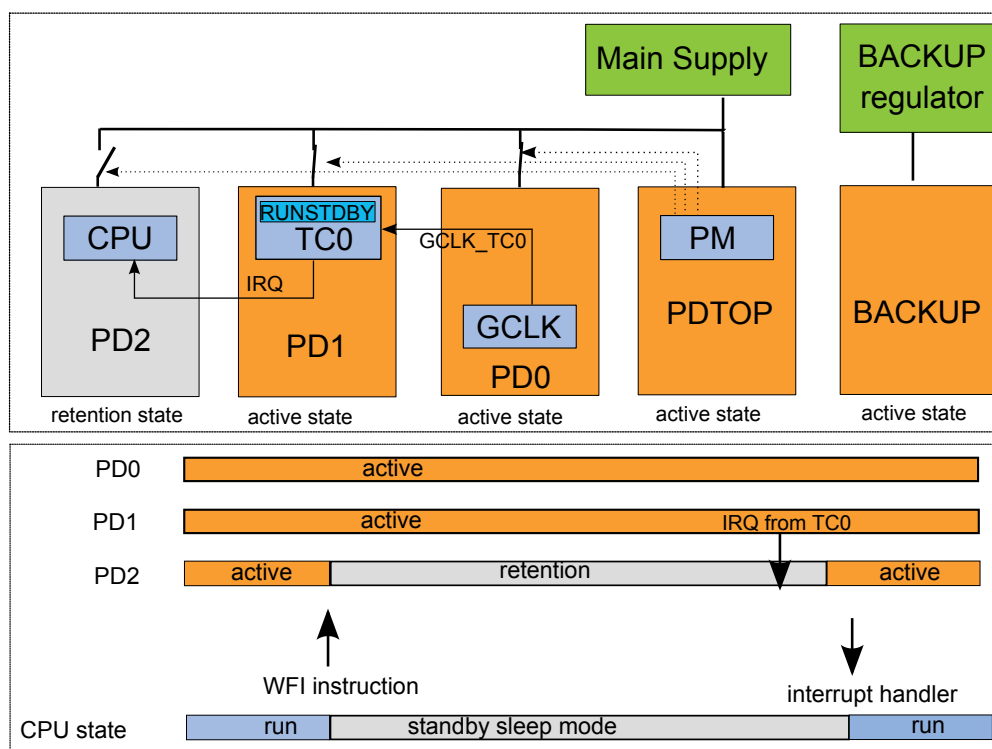 Main Supply
BACKUP
regulator
RUNSTDBY
CPU
TC0
GCLK_TC0
PM
IRQ
GCLK
PDTOP
BACKUP
PD2
PD1
PD0
retention state
active state
active state
active state
active state
PD0
active
PD1
active
IRQ from TC0
PD2
active
retention
active
WFI instruction
interrupt handler
CPU state
run
standby sleep mode
run